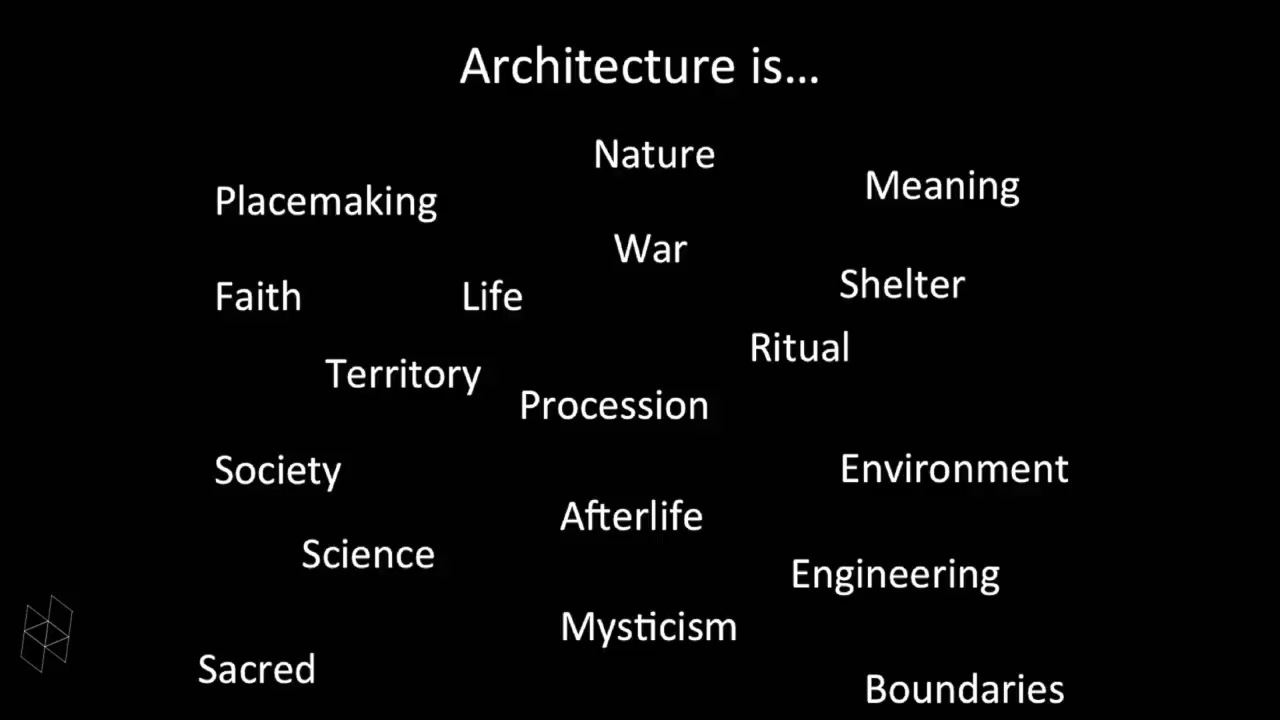 Architecture is...
Nature
Meaning
Placemaking
War
Shelter
Faith
Life
Ritual
Territory
Procession
Society
Environment
Afterlife
Science
Engineering
Mysticism
Sacred
Boundaries